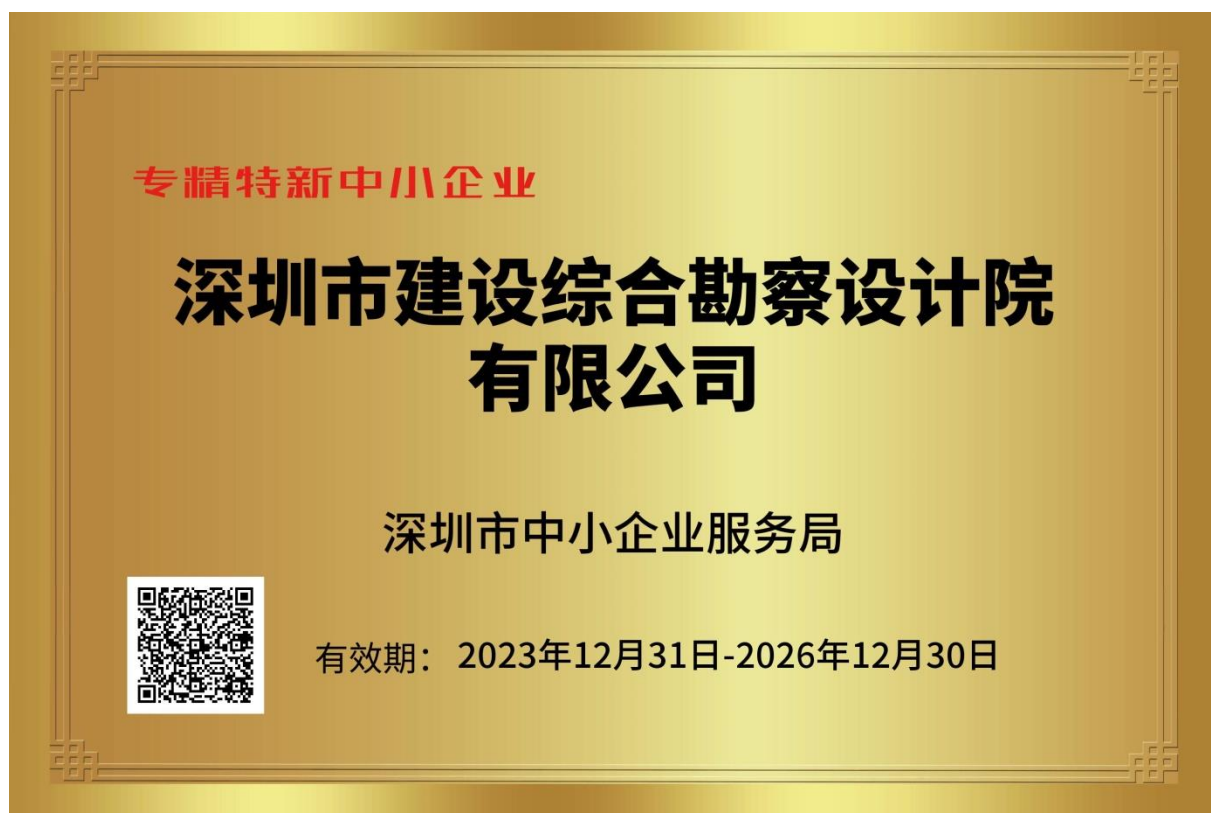 专精特新中小企业
深圳市建设综合勘察设计院
有限公司
深圳市中小企业服务局
有效期：2023年12月31日-2026年12月30日